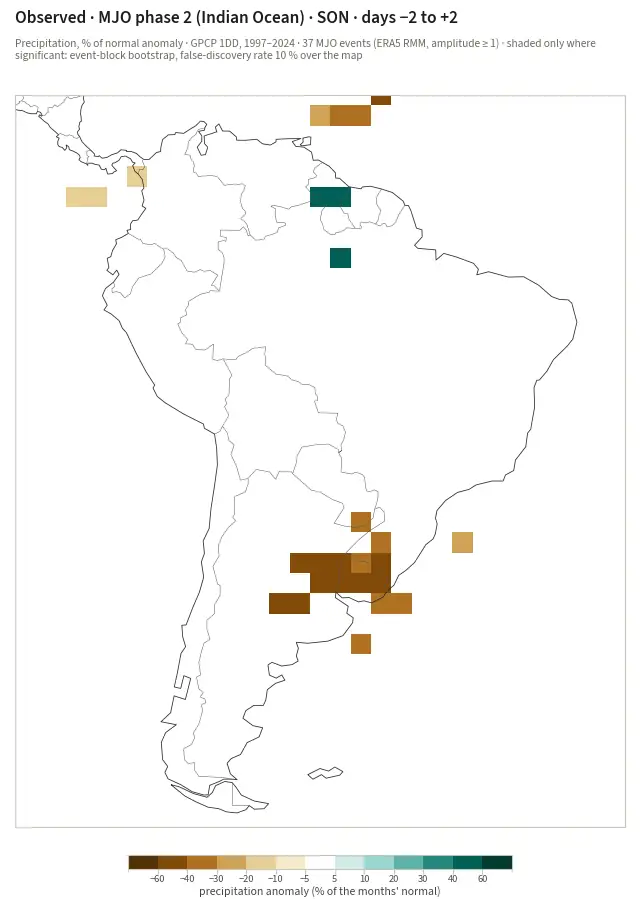 Observed · MJO phase 2 (Indian Ocean) · SON · days −2 to +2
Precipitation, % of normal anomaly · GPCP 1DD, 1997–2024 · 37 MJO events (ERA5 RMM, amplitude ≥ 1) · shaded only where
significant: event-block bootstrap, false-discovery rate 10 % over the map
−60 −40 −30 −20 −10 −5 5 10 20 30 40 60
precipitation anomaly (% of the months' normal)